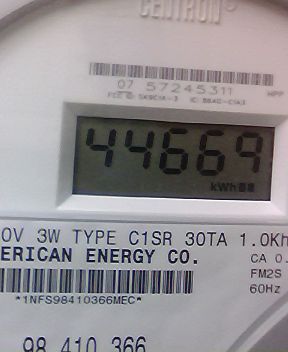 CENTRON
07 57245311
HPP
44669
kWh
0V 3W TYPE C1SR 30TA 1.0Kh
ERICAN ENERGY CO.
CA 0.
FM2S
60Hz
*1NFS98410366MEC*
98 410 366